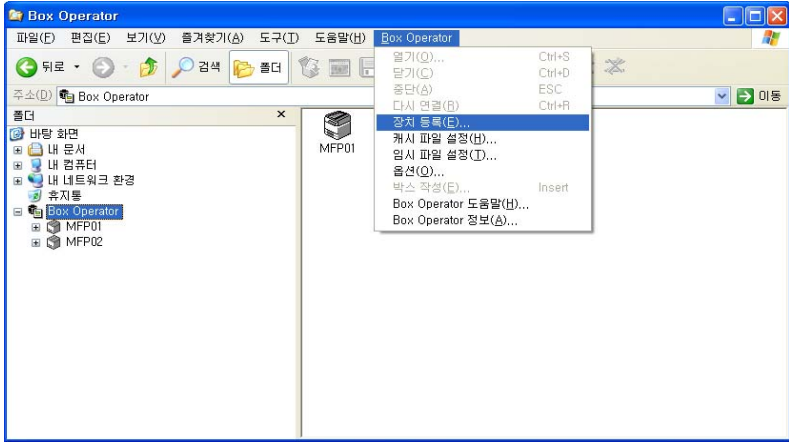 Box Operator
파일(F) 편집(E) 보기(V) 즐겨찾기(A) 도구(T) 도움말(H) Box Operator
뒤로 검색 폴더
주소(D) Box Operator 이동
폴더
바탕 화면
내 문서
내 컴퓨터
내 네트워크 환경
휴지통
Box Operator
MFP01
MFP02
MFP01
열기(O)... Ctrl+S
닫기(C) Ctrl+D
중단(A) ESC
다시 연결(R) Ctrl+R
장치 등록(E)...
캐시 파일 설정(H)...
임시 파일 설정(T)...
옵션(O)...
박스 작성(E)... Insert
Box Operator 도움말(H)...
Box Operator 정보(A)...